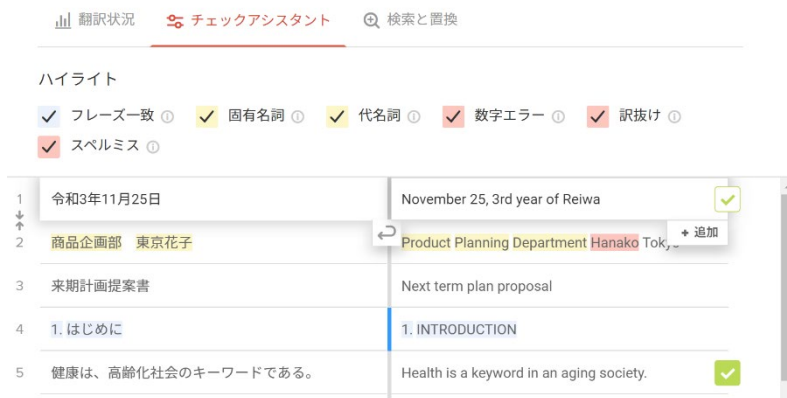 翻訳状況 チェックアシスタント 検索と置換
ハイライト
フレーズ一致 固有名詞 代名詞 数字エラー 訳抜け
スペルミス
1 令和3年11月25日 November 25, 3rd year of Reiwa
+ 追加
2 商品企画部 東京花子 Product Planning Department Hanako
3 来期計画提案書 Next term plan proposal
4 1. はじめに 1. INTRODUCTION
5 健康は、高齢化社会のキーワードである。 Health is a keyword in an aging society.